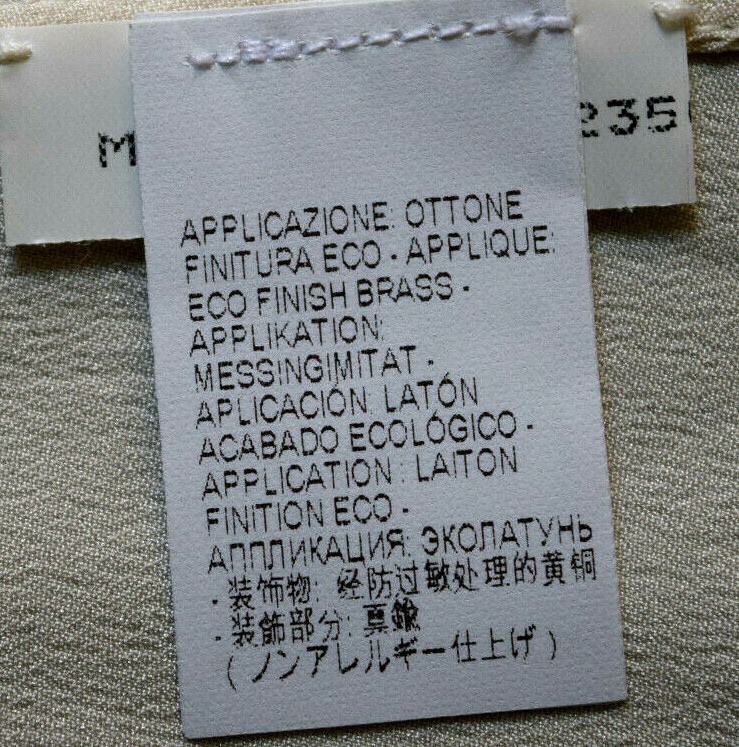 M
235
APPLICAZIONE: OTTONE
FINITURA ECO - APPLIQUE:
ECO FINISH BRASS -
APPLIKATION:
MESSINGIMITAT -
APLICACIÓN: LATÓN
ACABADO ECOLÓGICO -
APPLICATION : LAITON
FINITION ECO -
АППЛИКАЦИЯ: ЭКОЛАТУНЬ
- 装饰物: 经防过敏处理的黄铜
- 装飾部分: 真鍮
(ノンアレルギー仕上げ)